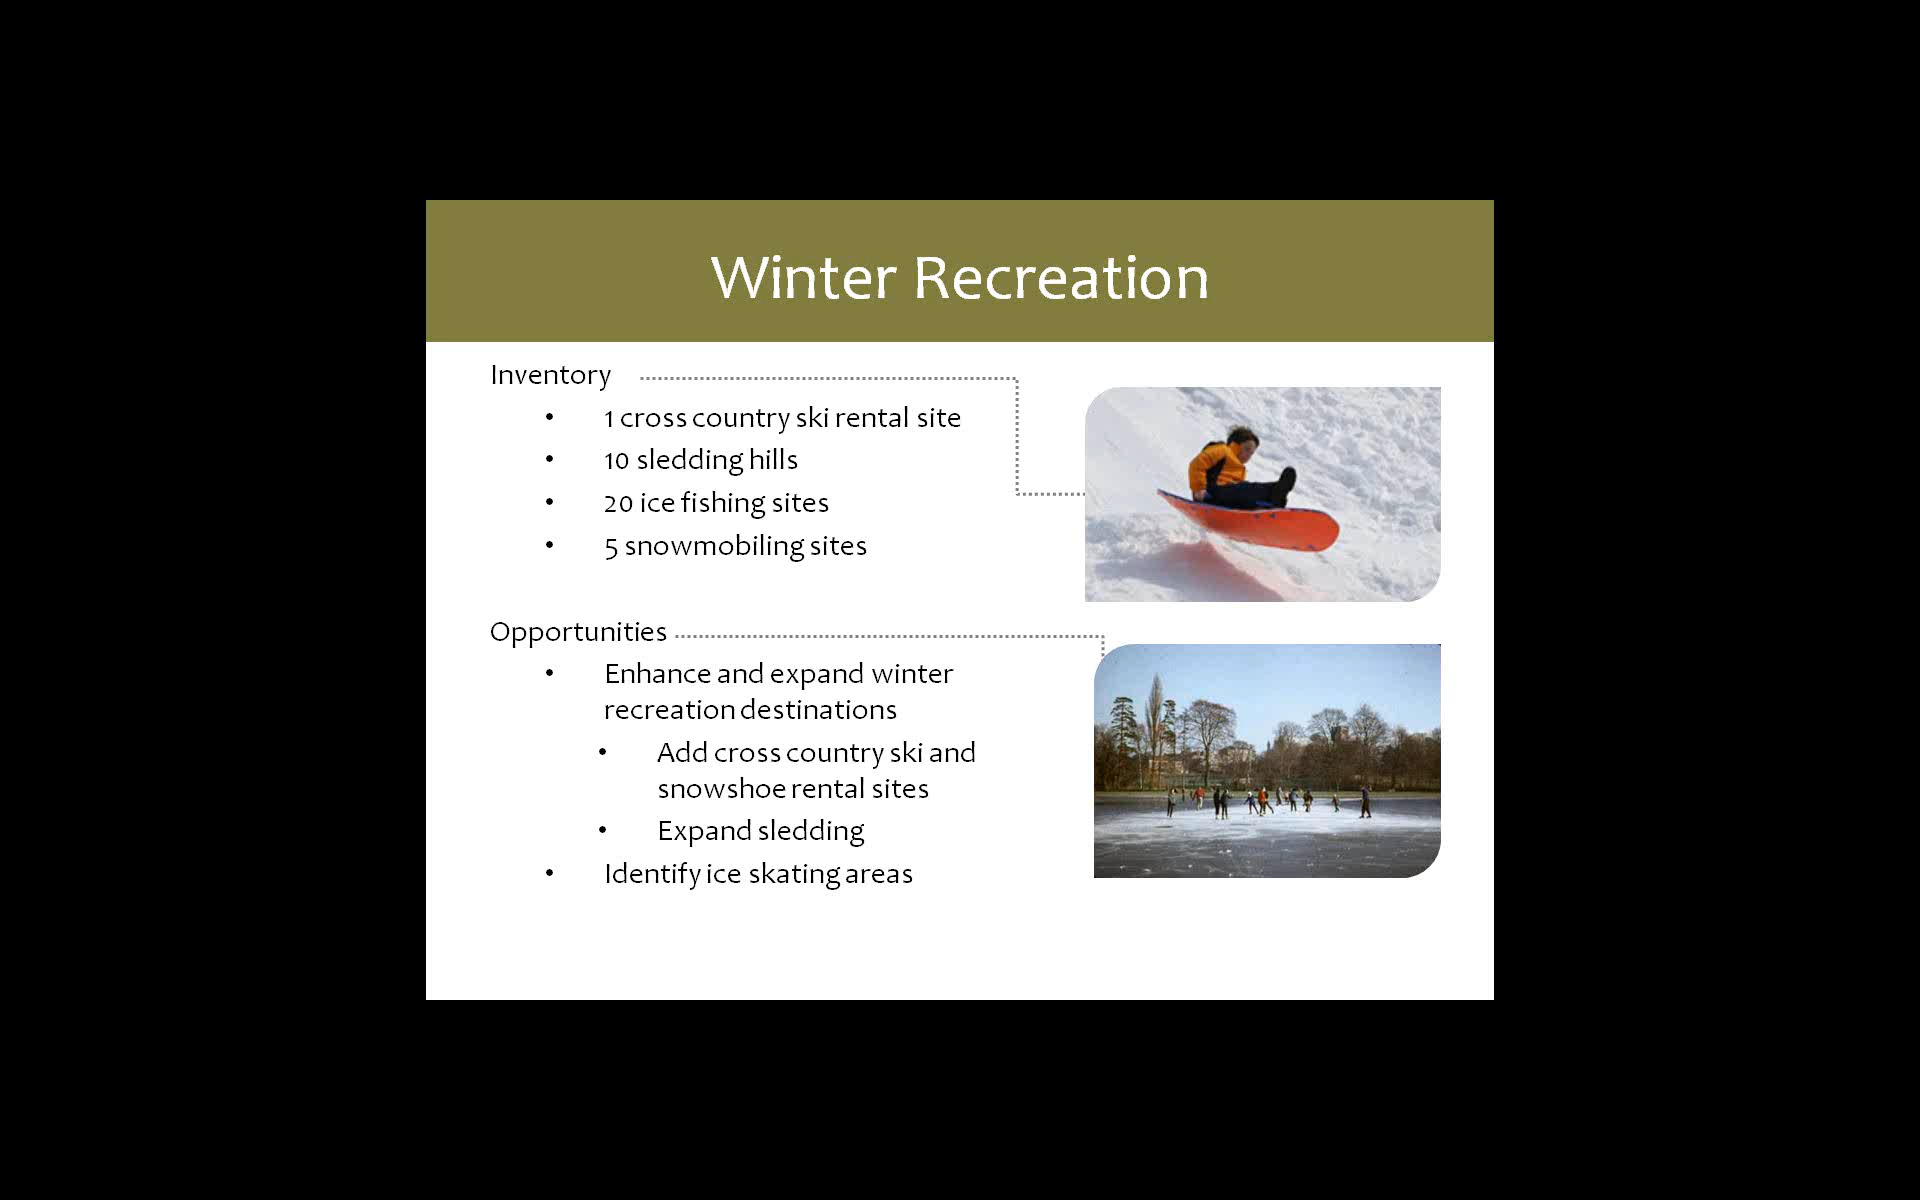 Winter Recreation
Inventory
• 1 cross country ski rental site
• 10 sledding hills
• 20 ice fishing sites
• 5 snowmobiling sites
Opportunities
• Enhance and expand winter
recreation destinations
• Add cross country ski and
snowshoe rental sites
• Expand sledding
• Identify ice skating areas